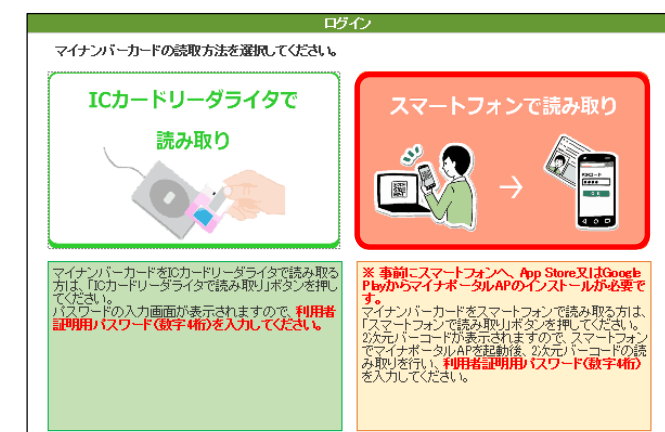 ログイン
マイナンバーカードの読取方法を選択してください。
ICカードリーダライタで
読み取り
スマートフォンで読み取り
マイナンバーカードをICカードリーダライタで読み取る
方は、「ICカードリーダライタで読み取り」ボタンを押し
てください。
パスワードの入力画面が表示されますので、利用者
証明用パスワード(数字4桁)を入力してください。
※ 事前にスマートフォンへ、App Store又はGoogle
PlayからマイナポータルAPのインストールが必要で
す。
マイナンバーカードをスマートフォンで読み取る方は、
「スマートフォンで読み取り」ボタンを押してください。
2次元バーコードが表示されますので、スマートフォン
でマイナポータルAPを起動後、2次元バーコードの読
み取りを行い、利用者証明用パスワード(数字4桁)
を入力してください。